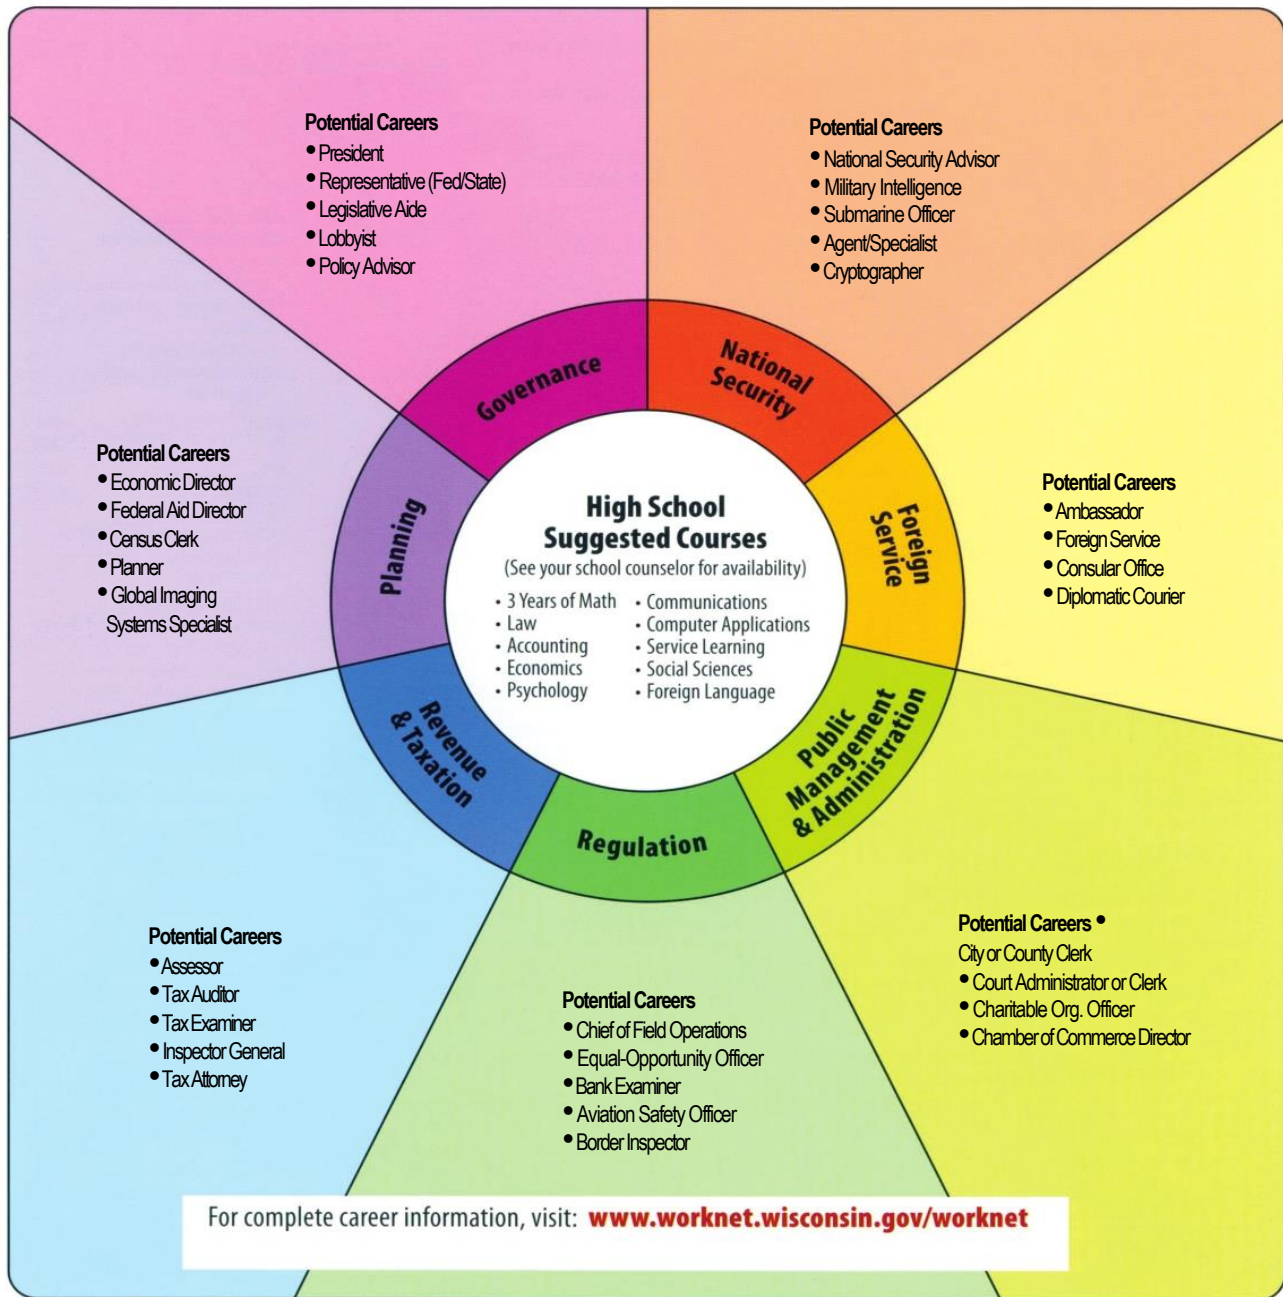 Potential Careers
• President
• Representative (Fed/State)
• Legislative Aide
• Lobbyist
• Policy Advisor
Potential Careers
• National Security Advisor
• Military Intelligence
• Submarine Officer
• Agent/Specialist
• Cryptographer
Governance
National
Security
Potential Careers
• Economic Director
• Federal Aid Director
• Census Clerk
• Planner
• Global Imaging
Systems Specialist
Planning
High School
Suggested Courses
(See your school counselor for availability)
• 3 Years of Math
• Law
• Accounting
• Economics
• Psychology
• Communications
• Computer Applications
• Service Learning
• Social Sciences
• Foreign Language
Foreign
Service
Potential Careers
• Ambassador
• Foreign Service
• Consular Office
• Diplomatic Courier
Revenue
& Taxation
Regulation
Public
Management
& Administration
Potential Careers
• Assessor
• Tax Auditor
• Tax Examiner
• Inspector General
• Tax Attorney
Potential Careers
• Chief of Field Operations
• Equal-Opportunity Officer
• Bank Examiner
• Aviation Safety Officer
• Border Inspector
Potential Careers •
City or County Clerk
• Court Administrator or Clerk
• Charitable Org. Officer
• Chamber of Commerce Director
For complete career information, visit: www.worknet.wisconsin.gov/worknet